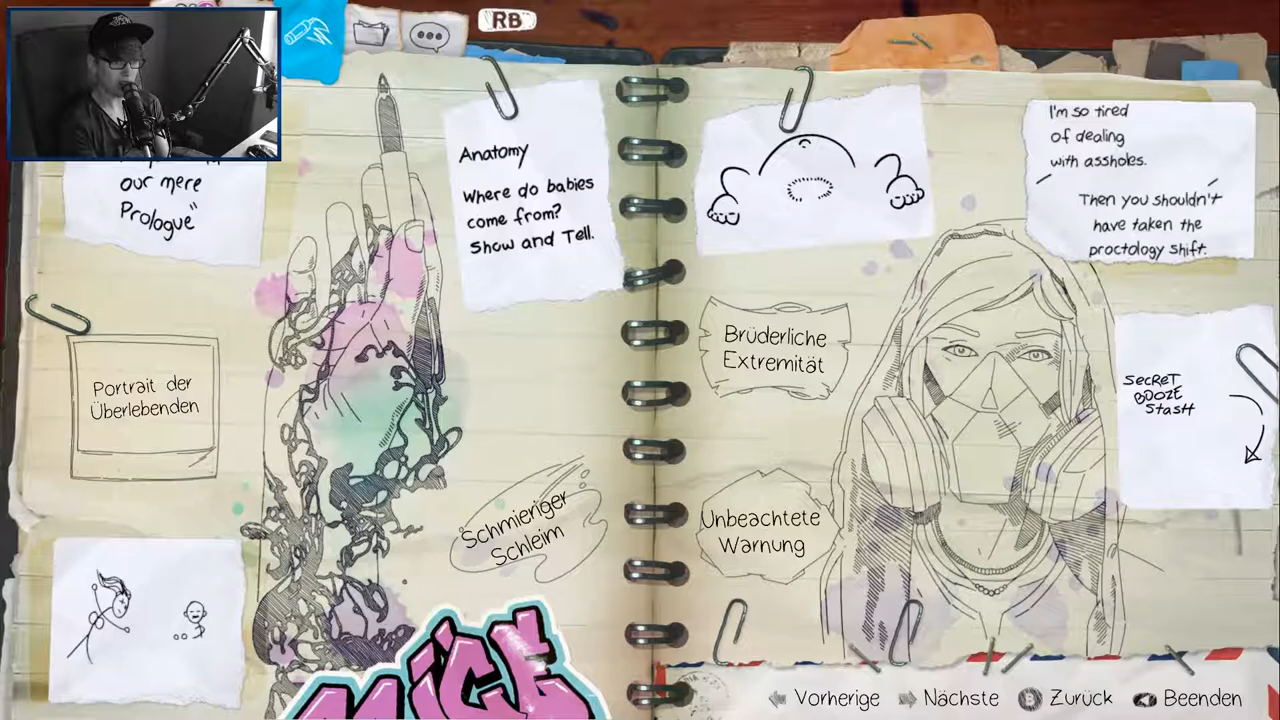 RB
our mere
Prologue"
Anatomy
Where do babies
come from?
Show and Tell.
I'm so tired
of dealing
with assholes.
Then you shouldn't
have taken the
proctology shift.
Portrait der
Überlebenden
Brüderliche
Extremität
SECRET
BOOZE
STASH
Schmieriger
Schleim
Unbeachtete
Warnung
NICE
Vorherige
Nächste
B Zurück
Beenden